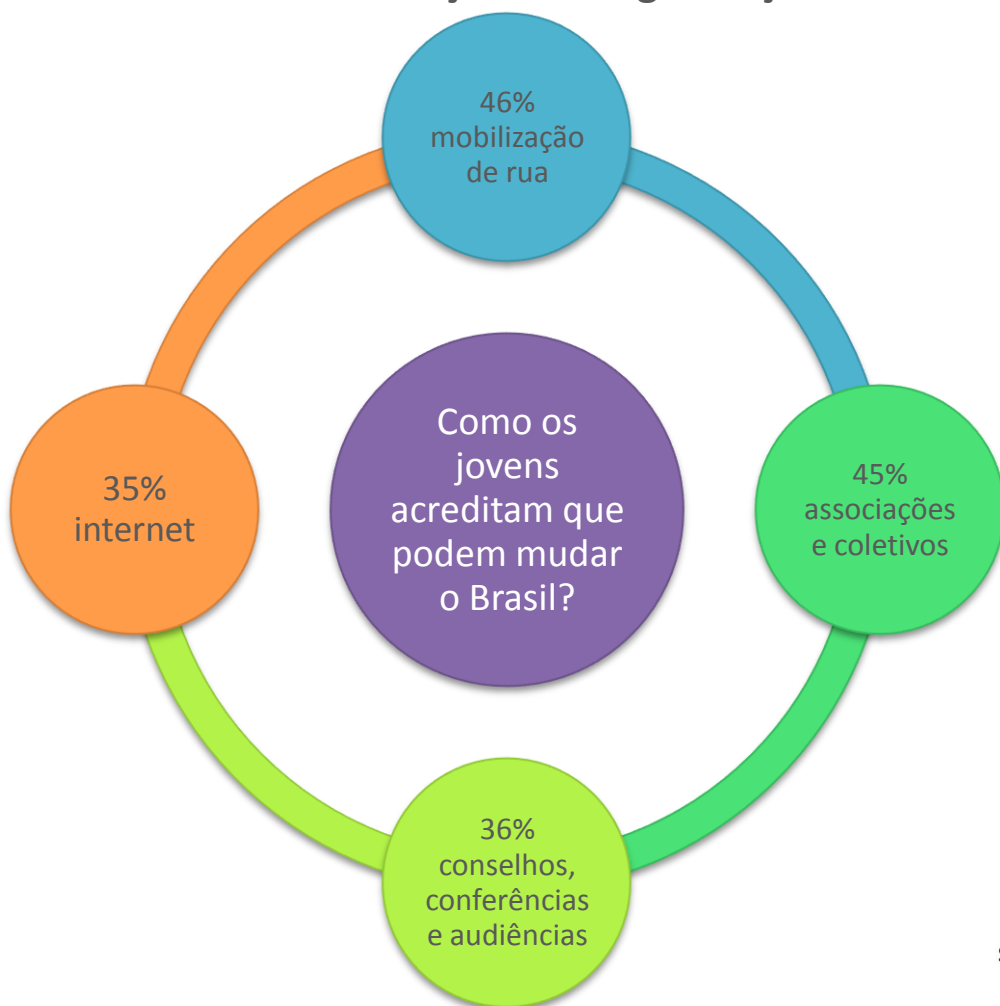 46%
mobilização
de rua
Como os
jovens
acreditam que
podem mudar
o Brasil?
35%
internet
45%
associações
e coletivos
36%
conselhos,
conferências
e audiências